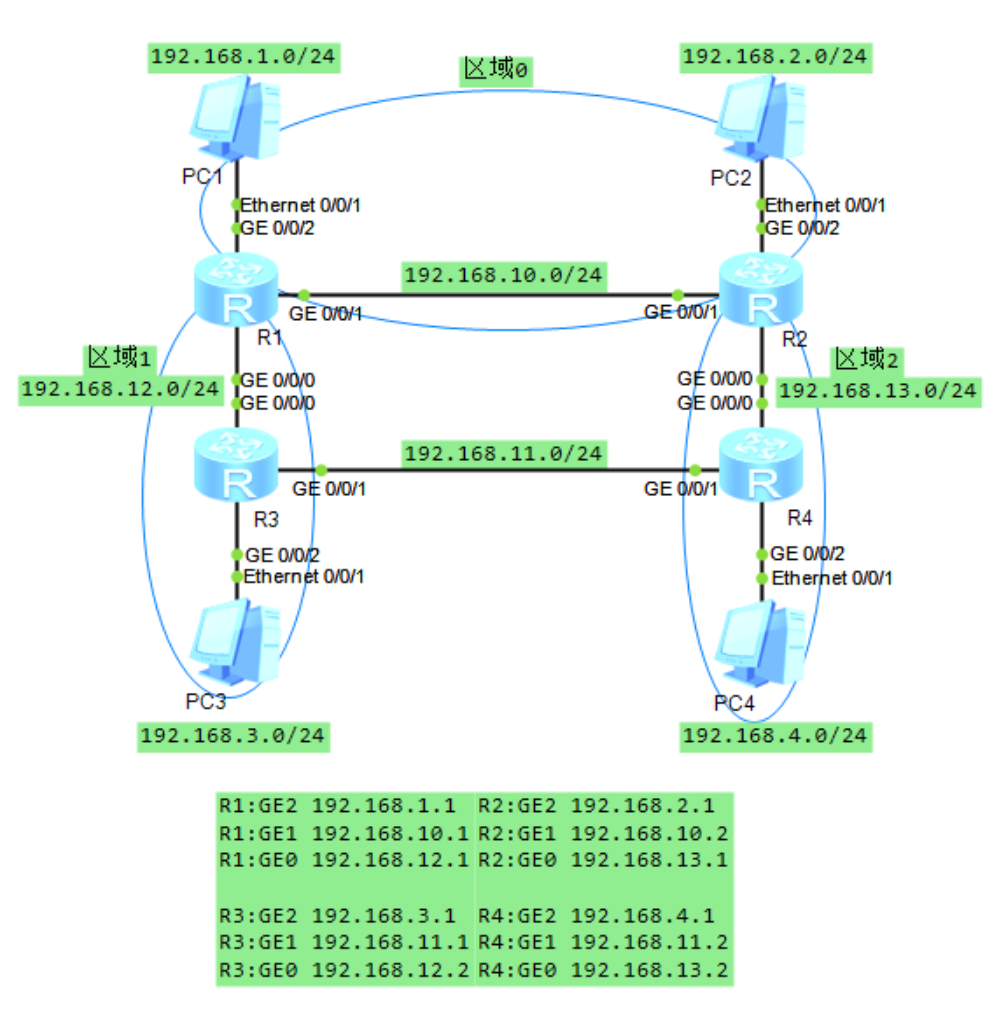 192.168.1.0/24
区域0
192.168.2.0/24
PC1
PC2
Ethernet 0/0/1
Ethernet 0/0/1
GE 0/0/2
GE 0/0/2
192.168.10.0/24
R
R
GE 0/0/1
GE 0/0/1
R1
R2
区域1
区域2
192.168.12.0/24
GE 0/0/0
GE 0/0/0
192.168.13.0/24
GE 0/0/0
GE 0/0/0
192.168.11.0/24
R
R
GE 0/0/1
GE 0/0/1
R3
R4
GE 0/0/2
GE 0/0/2
Ethernet 0/0/1
Ethernet 0/0/1
PC3
PC4
192.168.3.0/24
192.168.4.0/24
R1:GE2 192.168.1.1 R2:GE2 192.168.2.1
R1:GE1 192.168.10.1 R2:GE1 192.168.10.2
R1:GE0 192.168.12.1 R2:GE0 192.168.13.1
R3:GE2 192.168.3.1 R4:GE2 192.168.4.1
R3:GE1 192.168.11.1 R4:GE1 192.168.11.2
R3:GE0 192.168.12.2 R4:GE0 192.168.13.2